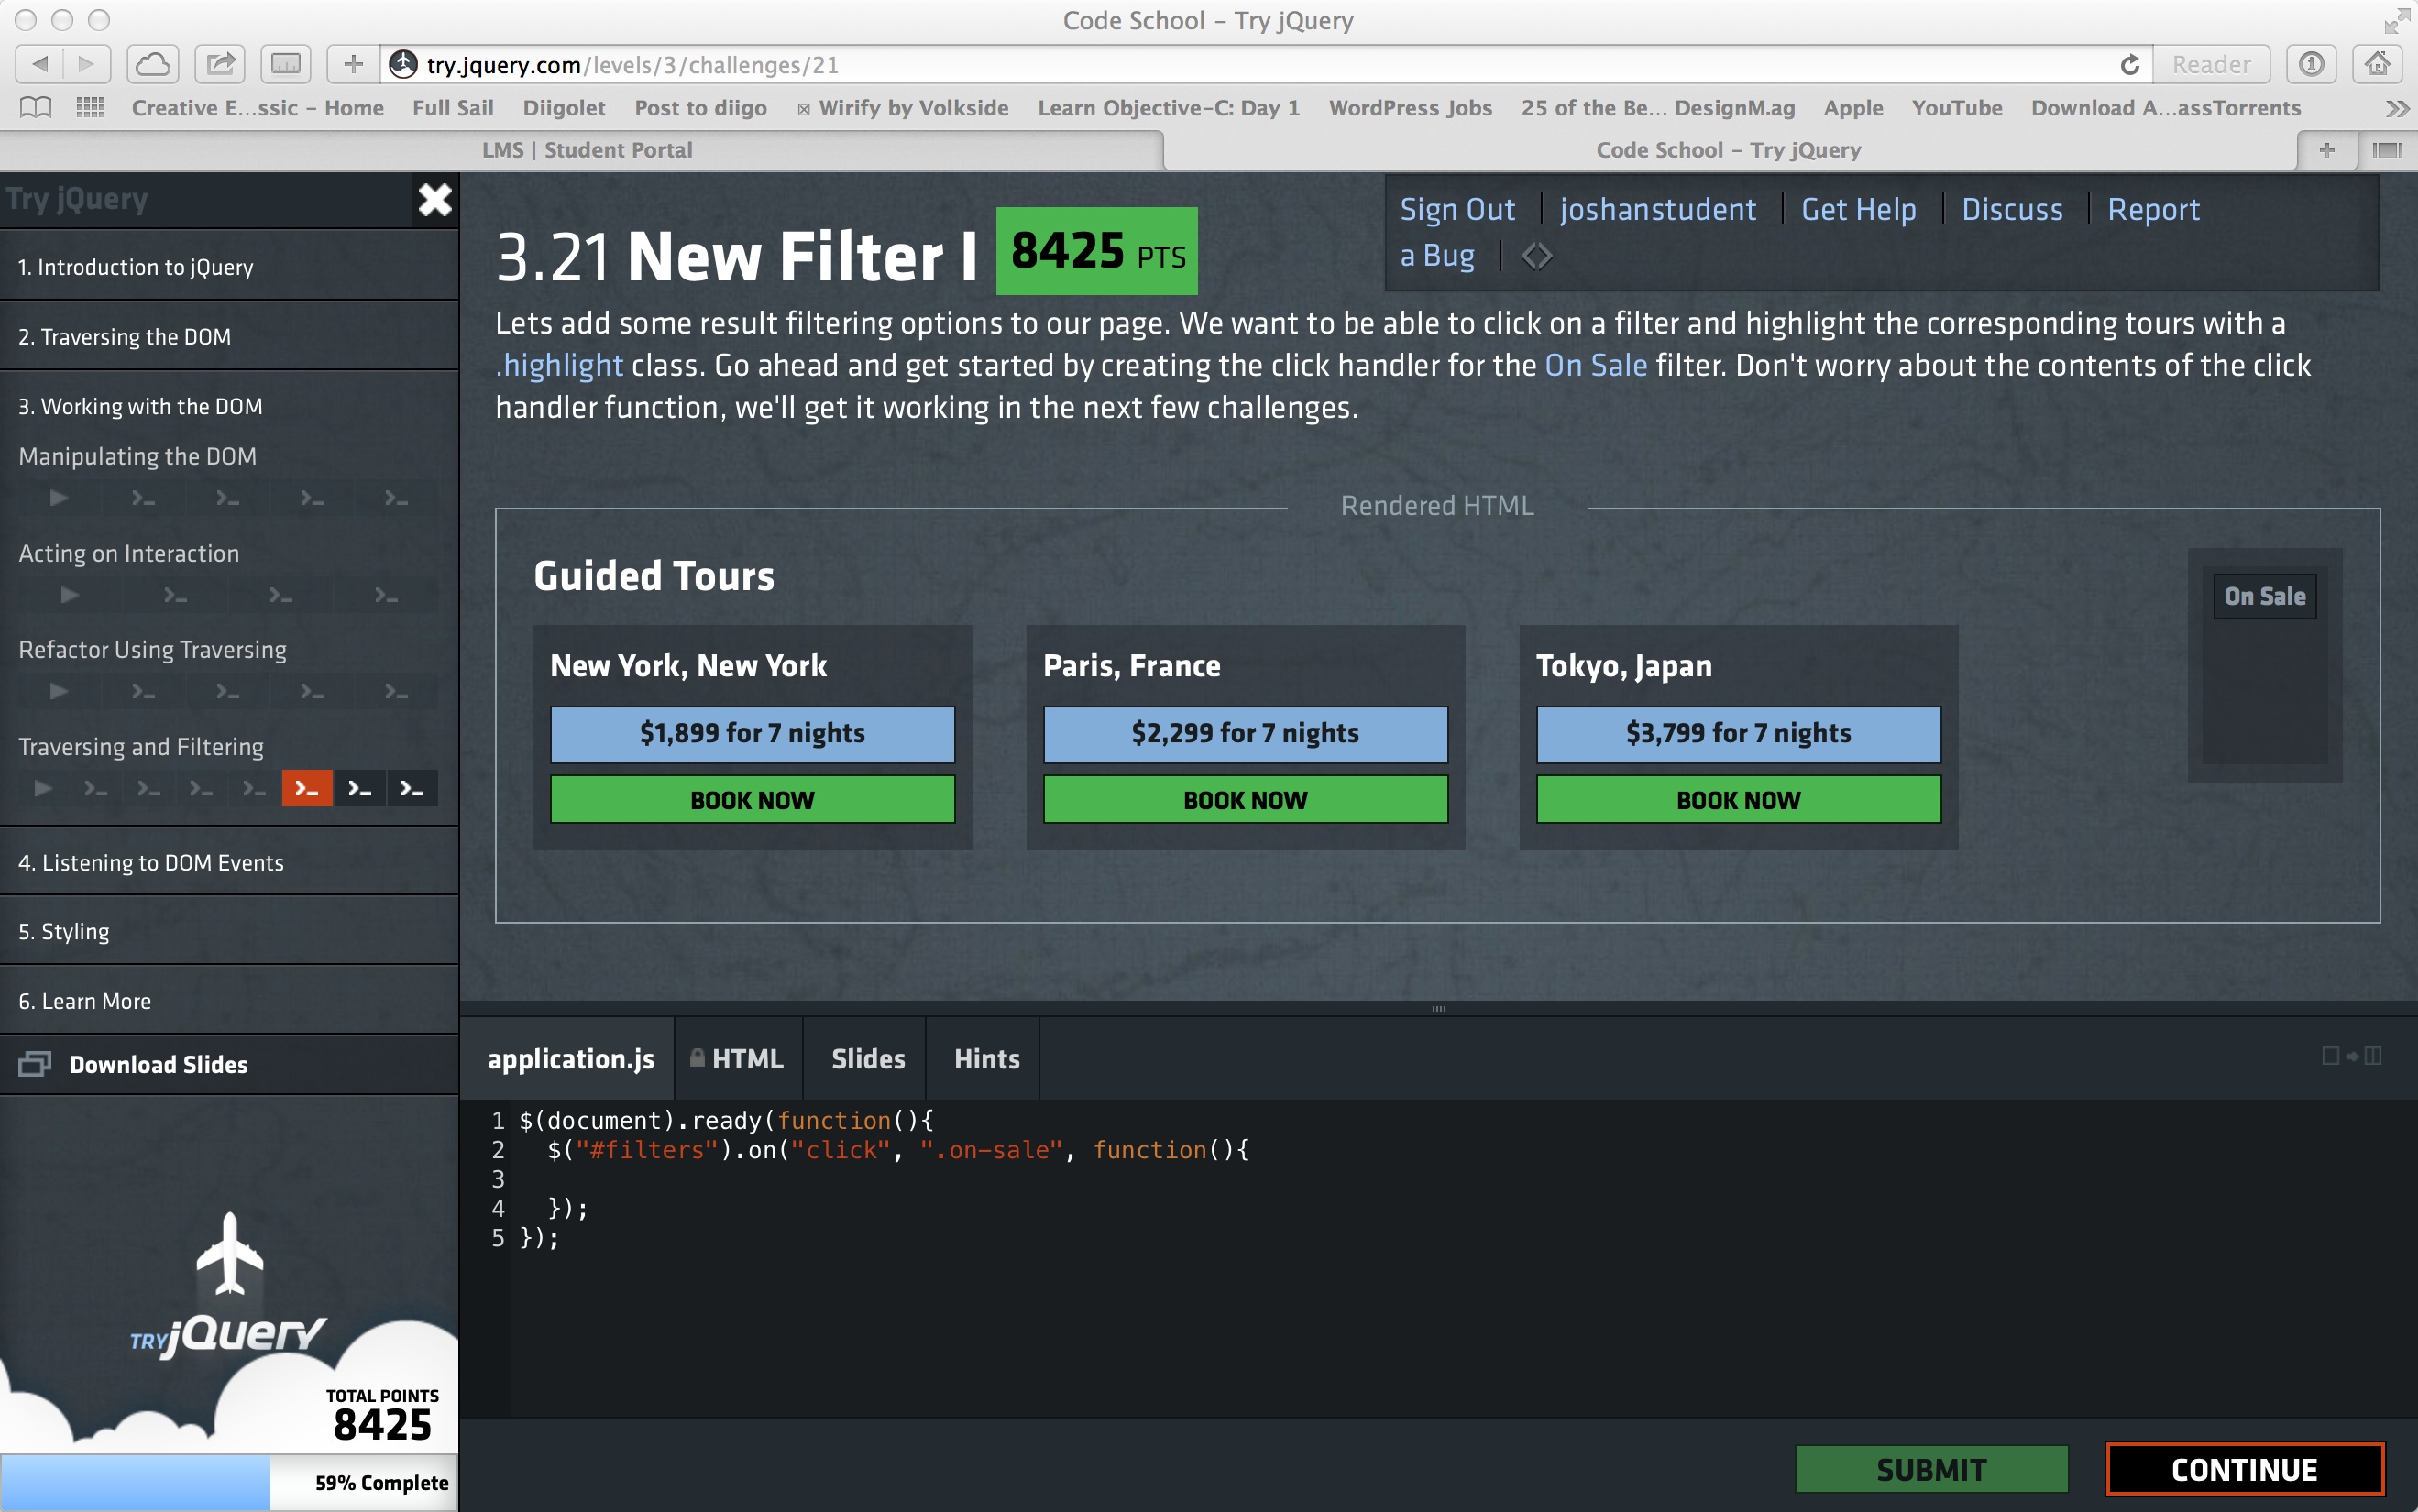 Code School – Try jQuery
try.jquery.com/levels/3/challenges/21
Reader
Creative E...ssic – Home Full Sail Diigolet Post to diigo Wirify by Volkside Learn Objective-C: Day 1 WordPress Jobs 25 of the Be... DesignM.ag Apple YouTube Download A...assTorrents
LMS | Student Portal
Code School – Try jQuery
Try jQuery
1. Introduction to jQuery
2. Traversing the DOM
3. Working with the DOM
Manipulating the DOM
Acting on Interaction
Refactor Using Traversing
Traversing and Filtering
4. Listening to DOM Events
5. Styling
6. Learn More
Download Slides
TRY jQuery
TOTAL POINTS
8425
59% Complete
Sign Out joshanstudent Get Help Discuss Report
a Bug
3.21 New Filter I 8425 PTS
Lets add some result filtering options to our page. We want to be able to click on a filter and highlight the corresponding tours with a
.highlight class. Go ahead and get started by creating the click handler for the On Sale filter. Don't worry about the contents of the click
handler function, we'll get it working in the next few challenges.
Rendered HTML
Guided Tours
On Sale
New York, New York
$1,899 for 7 nights
BOOK NOW
Paris, France
$2,299 for 7 nights
BOOK NOW
Tokyo, Japan
$3,799 for 7 nights
BOOK NOW
application.js HTML Slides Hints
1 $(document).ready(function(){
2   $("#filters").on("click", ".on-sale", function(){
3
4   });
5 });
SUBMIT
CONTINUE